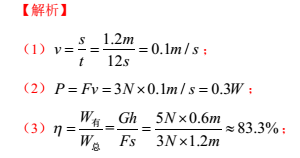 【解析】
（1）v = s/t = 1.2m/12s = 0.1m/s；
（2）P = Fv = 3N×0.1m/s = 0.3W；
（3）η = W有/W总 = Gh/Fs = 5N×0.6m/3N×1.2m ≈ 83.3%；